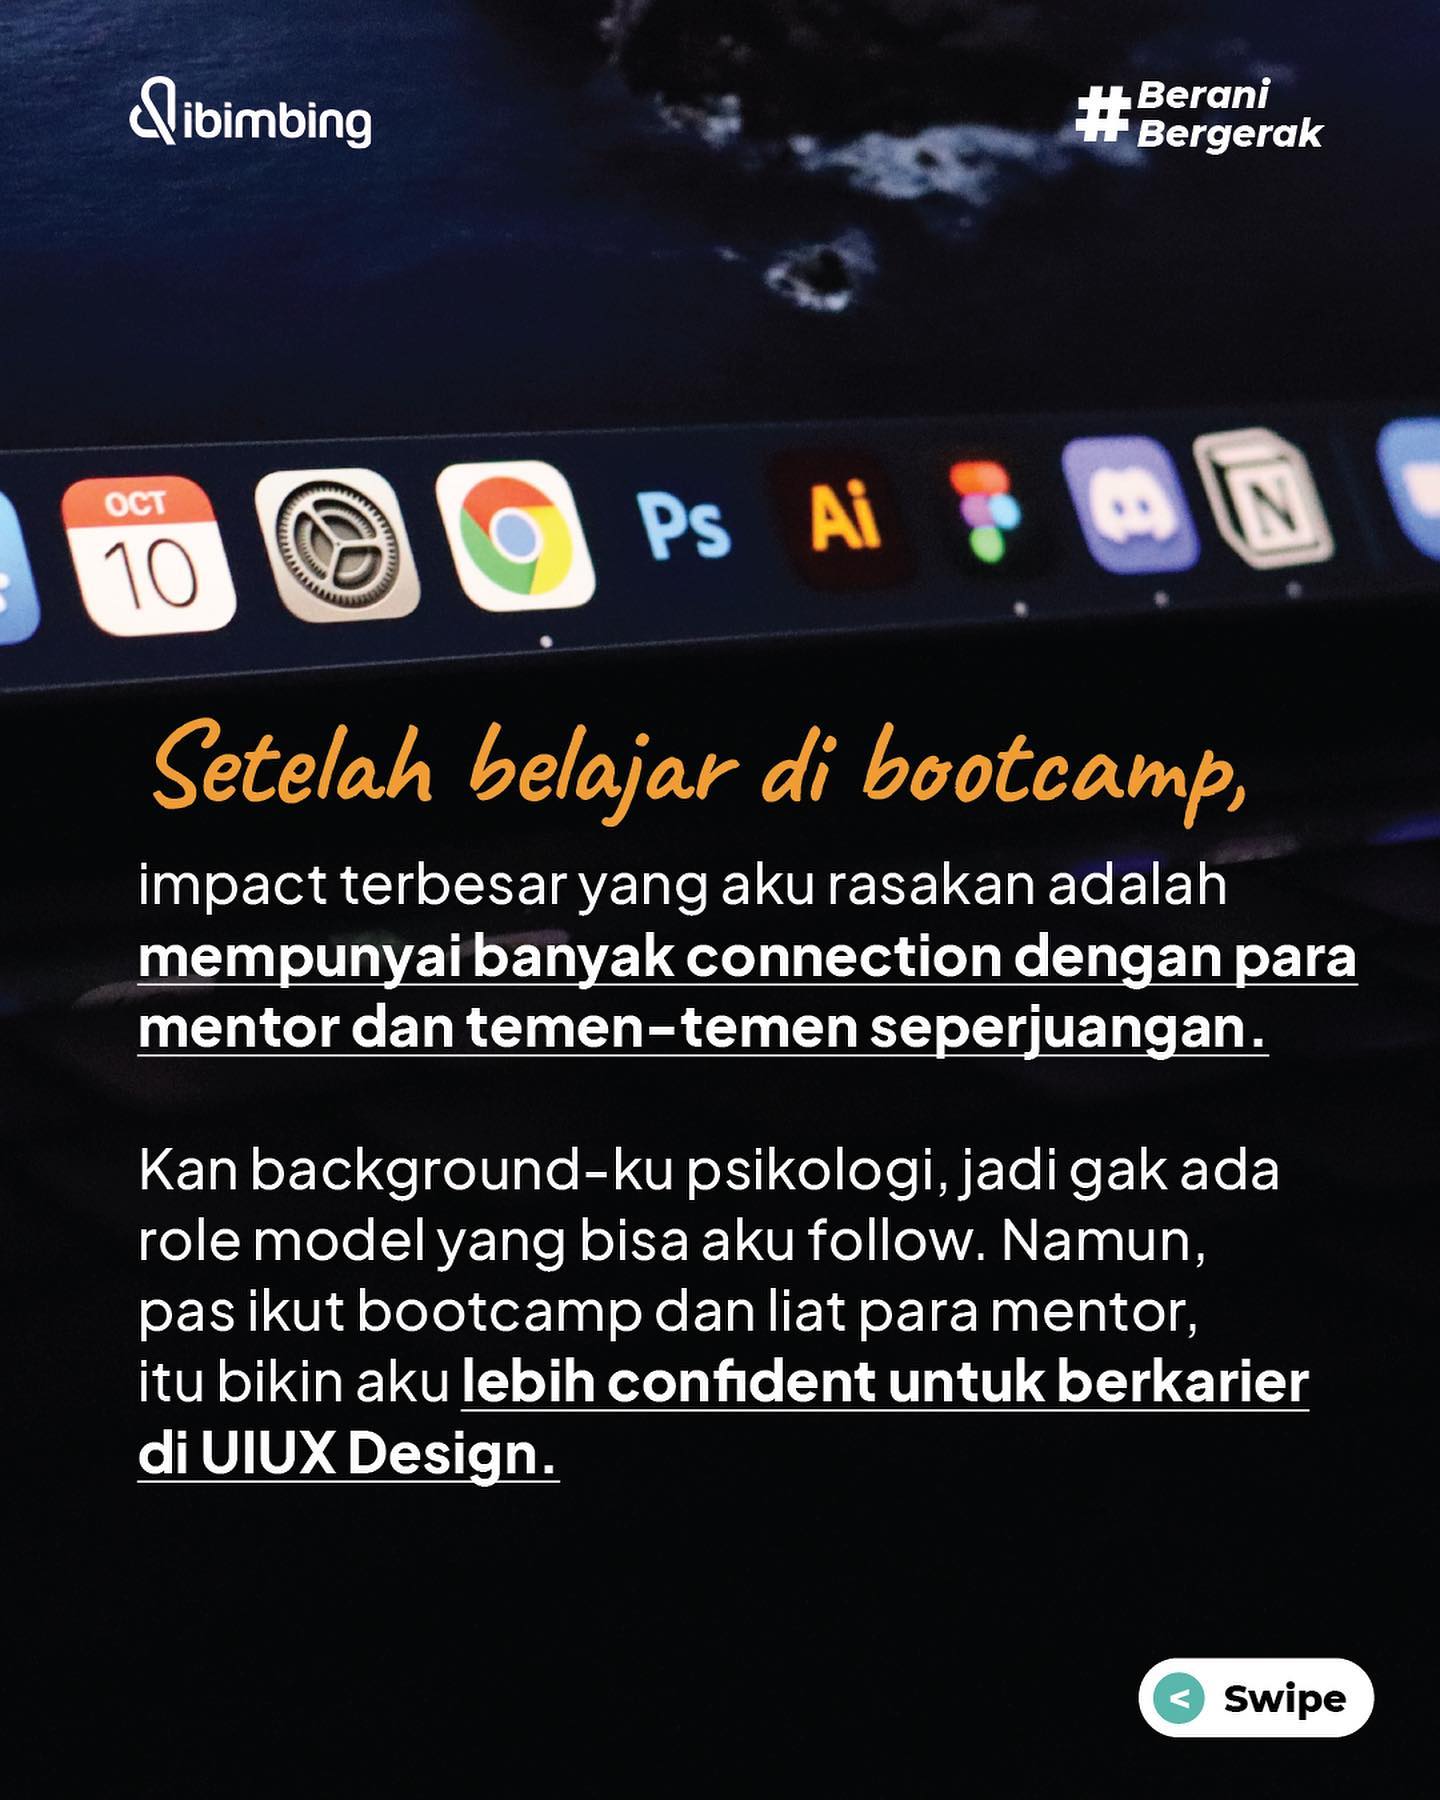 dibimbing
#Berani
Bergerak
OCT
10
Ps
Ai
N
Setelah belajar di bootcamp,
impact terbesar yang aku rasakan adalah
mempunyai banyak connection dengan para
mentor dan temen-temen seperjuangan.
Kan background-ku psikologi, jadi gak ada
role model yang bisa aku follow. Namun,
pas ikut bootcamp dan liat para mentor,
itu bikin aku lebih confident untuk berkarier
di UIUX Design.
< Swipe